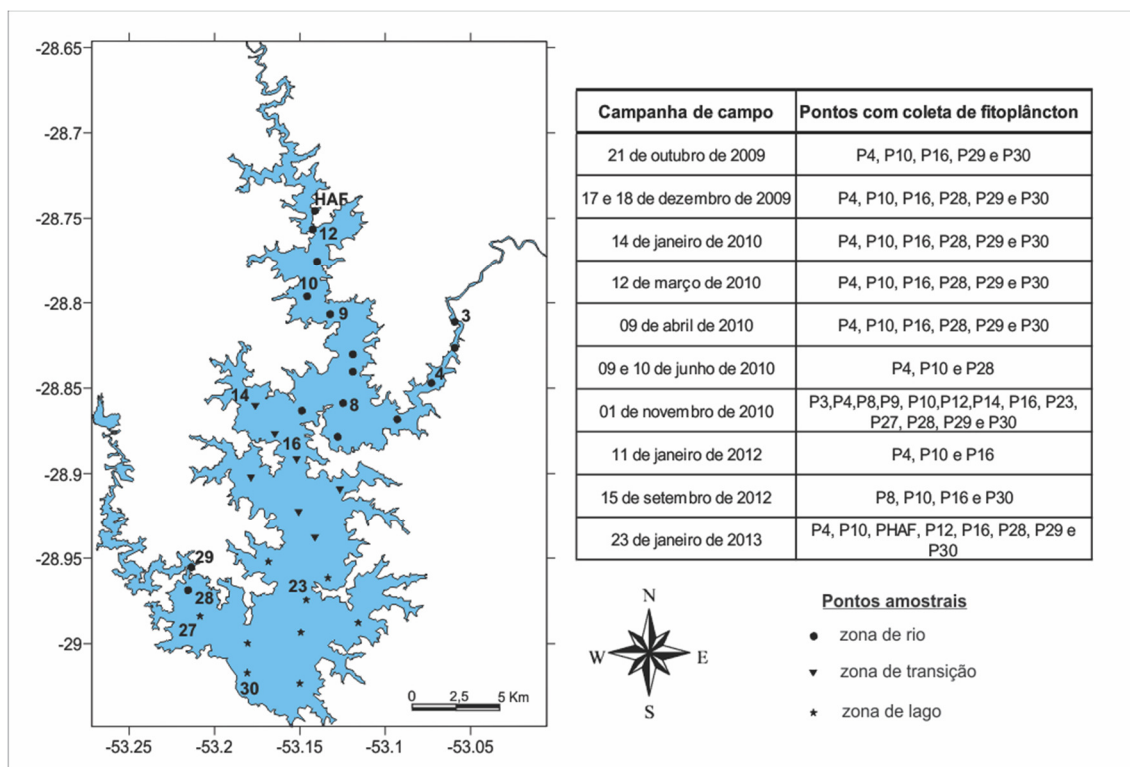 -28.65
-28.7
-28.75
-28.8
-28.85
-28.9
-28.95
-29
HAF
12
10
9
3
4
8
14
16
29
28
27
23
30
0 2,5 5 Km
-53.25 -53.2 -53.15 -53.1 -53.05
Campanha de campo Pontos com coleta de fitoplâncton
21 de outubro de 2009 P4, P10, P16, P29 e P30
17 e 18 de dezembro de 2009 P4, P10, P16, P28, P29 e P30
14 de janeiro de 2010 P4, P10, P16, P28, P29 e P30
12 de março de 2010 P4, P10, P16, P28, P29 e P30
09 de abril de 2010 P4, P10, P16, P28, P29 e P30
09 e 10 de junho de 2010 P4, P10 e P28
01 de novembro de 2010 P3,P4,P8,P9, P10,P12,P14, P16, P23,
P27, P28, P29 e P30
11 de janeiro de 2012 P4, P10 e P16
15 de setembro de 2012 P8, P10, P16 e P30
23 de janeiro de 2013 P4, P10, PHAF, P12, P16, P28, P29 e
P30
N
W E
S
Pontos amostrais
zona de rio
zona de transição
zona de lago